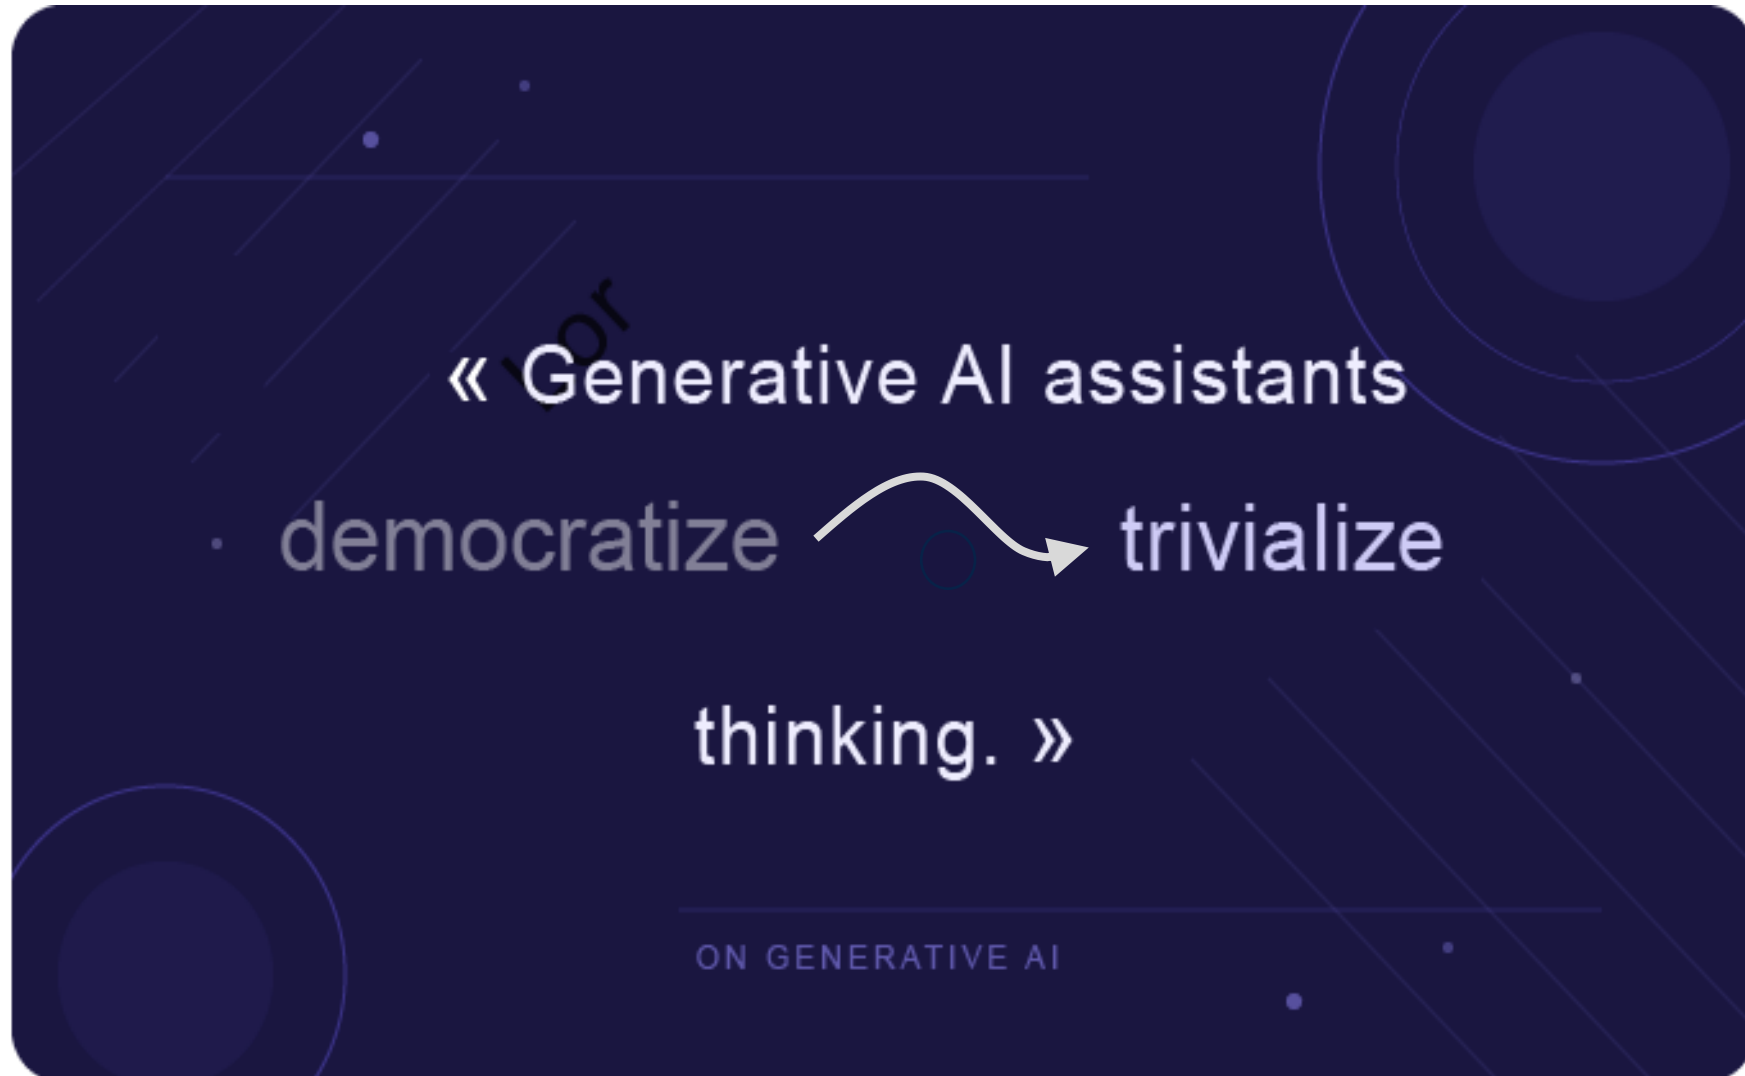 « Generative AI assistants
democratize trivialize
thinking. »
ON GENERATIVE AI